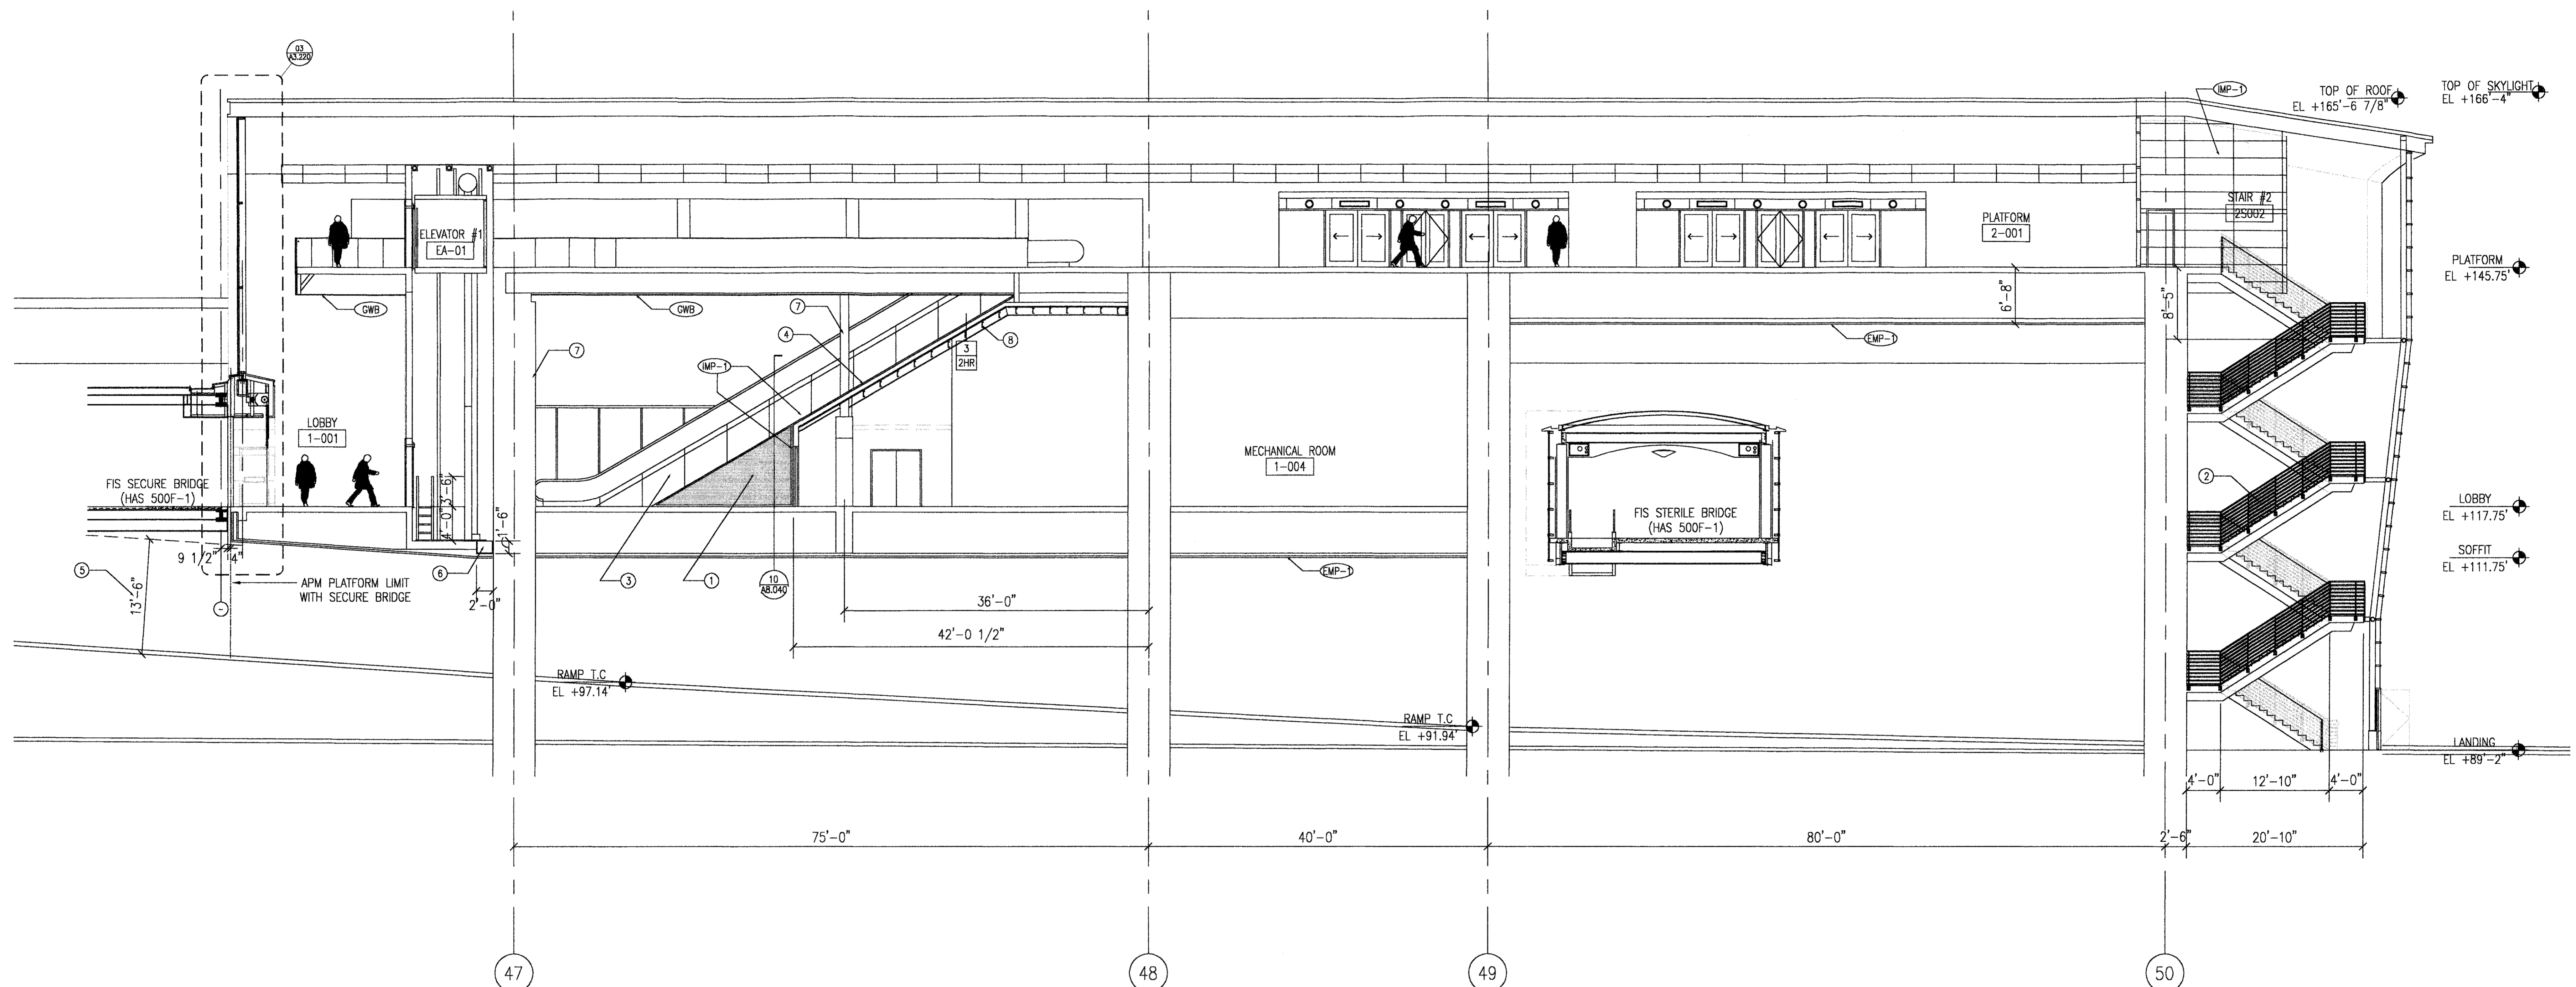 03
A3.220
IMP-1
TOP OF ROOF
EL +165'-6 7/8"
TOP OF SKYLIGHT
EL +166'-4"
ELEVATOR #1
EA-01
PLATFORM
2-001
STAIR #2
2S002
PLATFORM
EL +145.75'
GWB
GWB
7
4
7
IMP-1
3
2HR
8
6'-8"
8'-5"
EMP-1
LOBBY
1-001
MECHANICAL ROOM
1-004
FIS SECURE BRIDGE
(HAS 500F-1)
3'-6"
4'-0"
1'-6"
FIS STERILE BRIDGE
(HAS 500F-1)
2
LOBBY
EL +117.75'
SOFFIT
EL +111.75'
9 1/2"
4"
5
13'-6"
6
2'-0"
APM PLATFORM LIMIT
WITH SECURE BRIDGE
3
1
10
A8.040
EMP-1
36'-0"
42'-0 1/2"
RAMP T.C
EL +97.14'
RAMP T.C
EL +91.94'
LANDING
EL +89'-2"
4'-0"
12'-10"
4'-0"
75'-0"
40'-0"
80'-0"
2'-6"
20'-10"
47
48
49
50